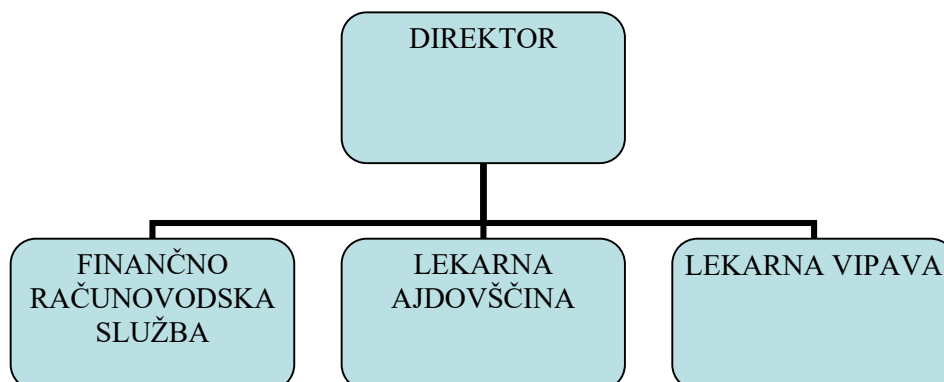 DIREKTOR
FINANČNO
RAČUNOVODSKA
SLUŽBA
LEKARNA
AJDOVŠČINA
LEKARNA VIPAVA